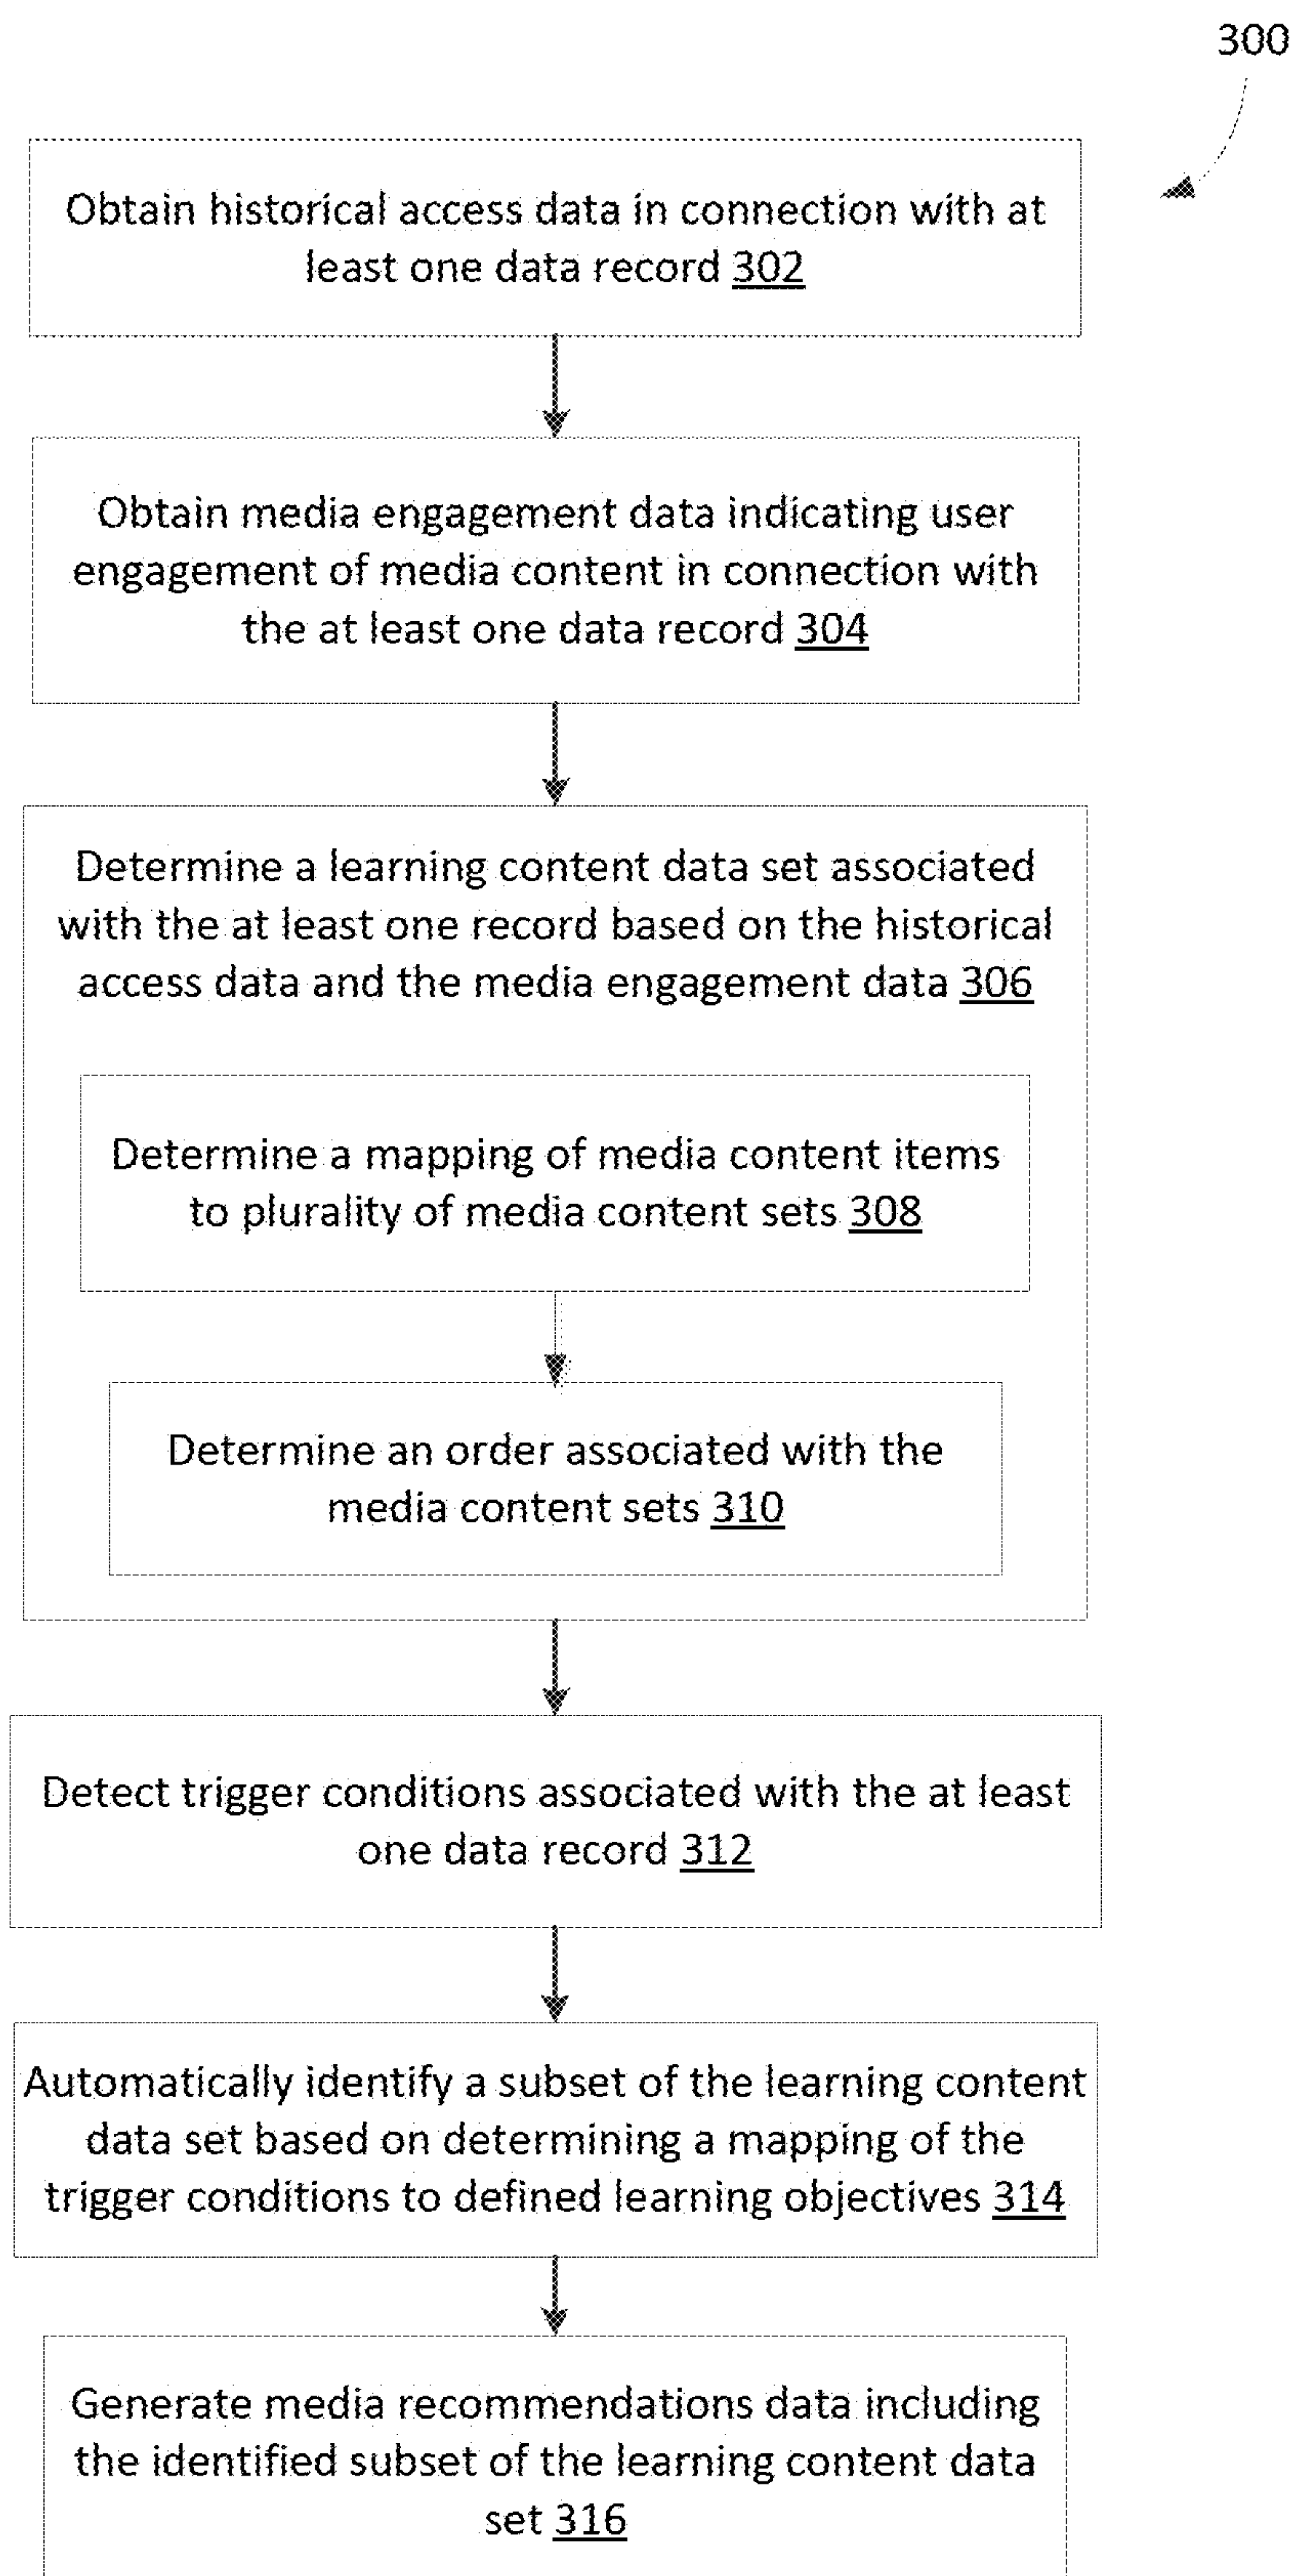 300
Obtain historical access data in connection with at
least one data record 302
Obtain media engagement data indicating user
engagement of media content in connection with
the at least one data record 304
Determine a learning content data set associated
with the at least one record based on the historical
access data and the media engagement data 306
Determine a mapping of media content items
to plurality of media content sets 308
Determine an order associated with the
media content sets 310
Detect trigger conditions associated with the at least
one data record 312
Automatically identify a subset of the learning content
data set based on determining a mapping of the
trigger conditions to defined learning objectives 314
Generate media recommendations data including
the identified subset of the learning content data
set 316